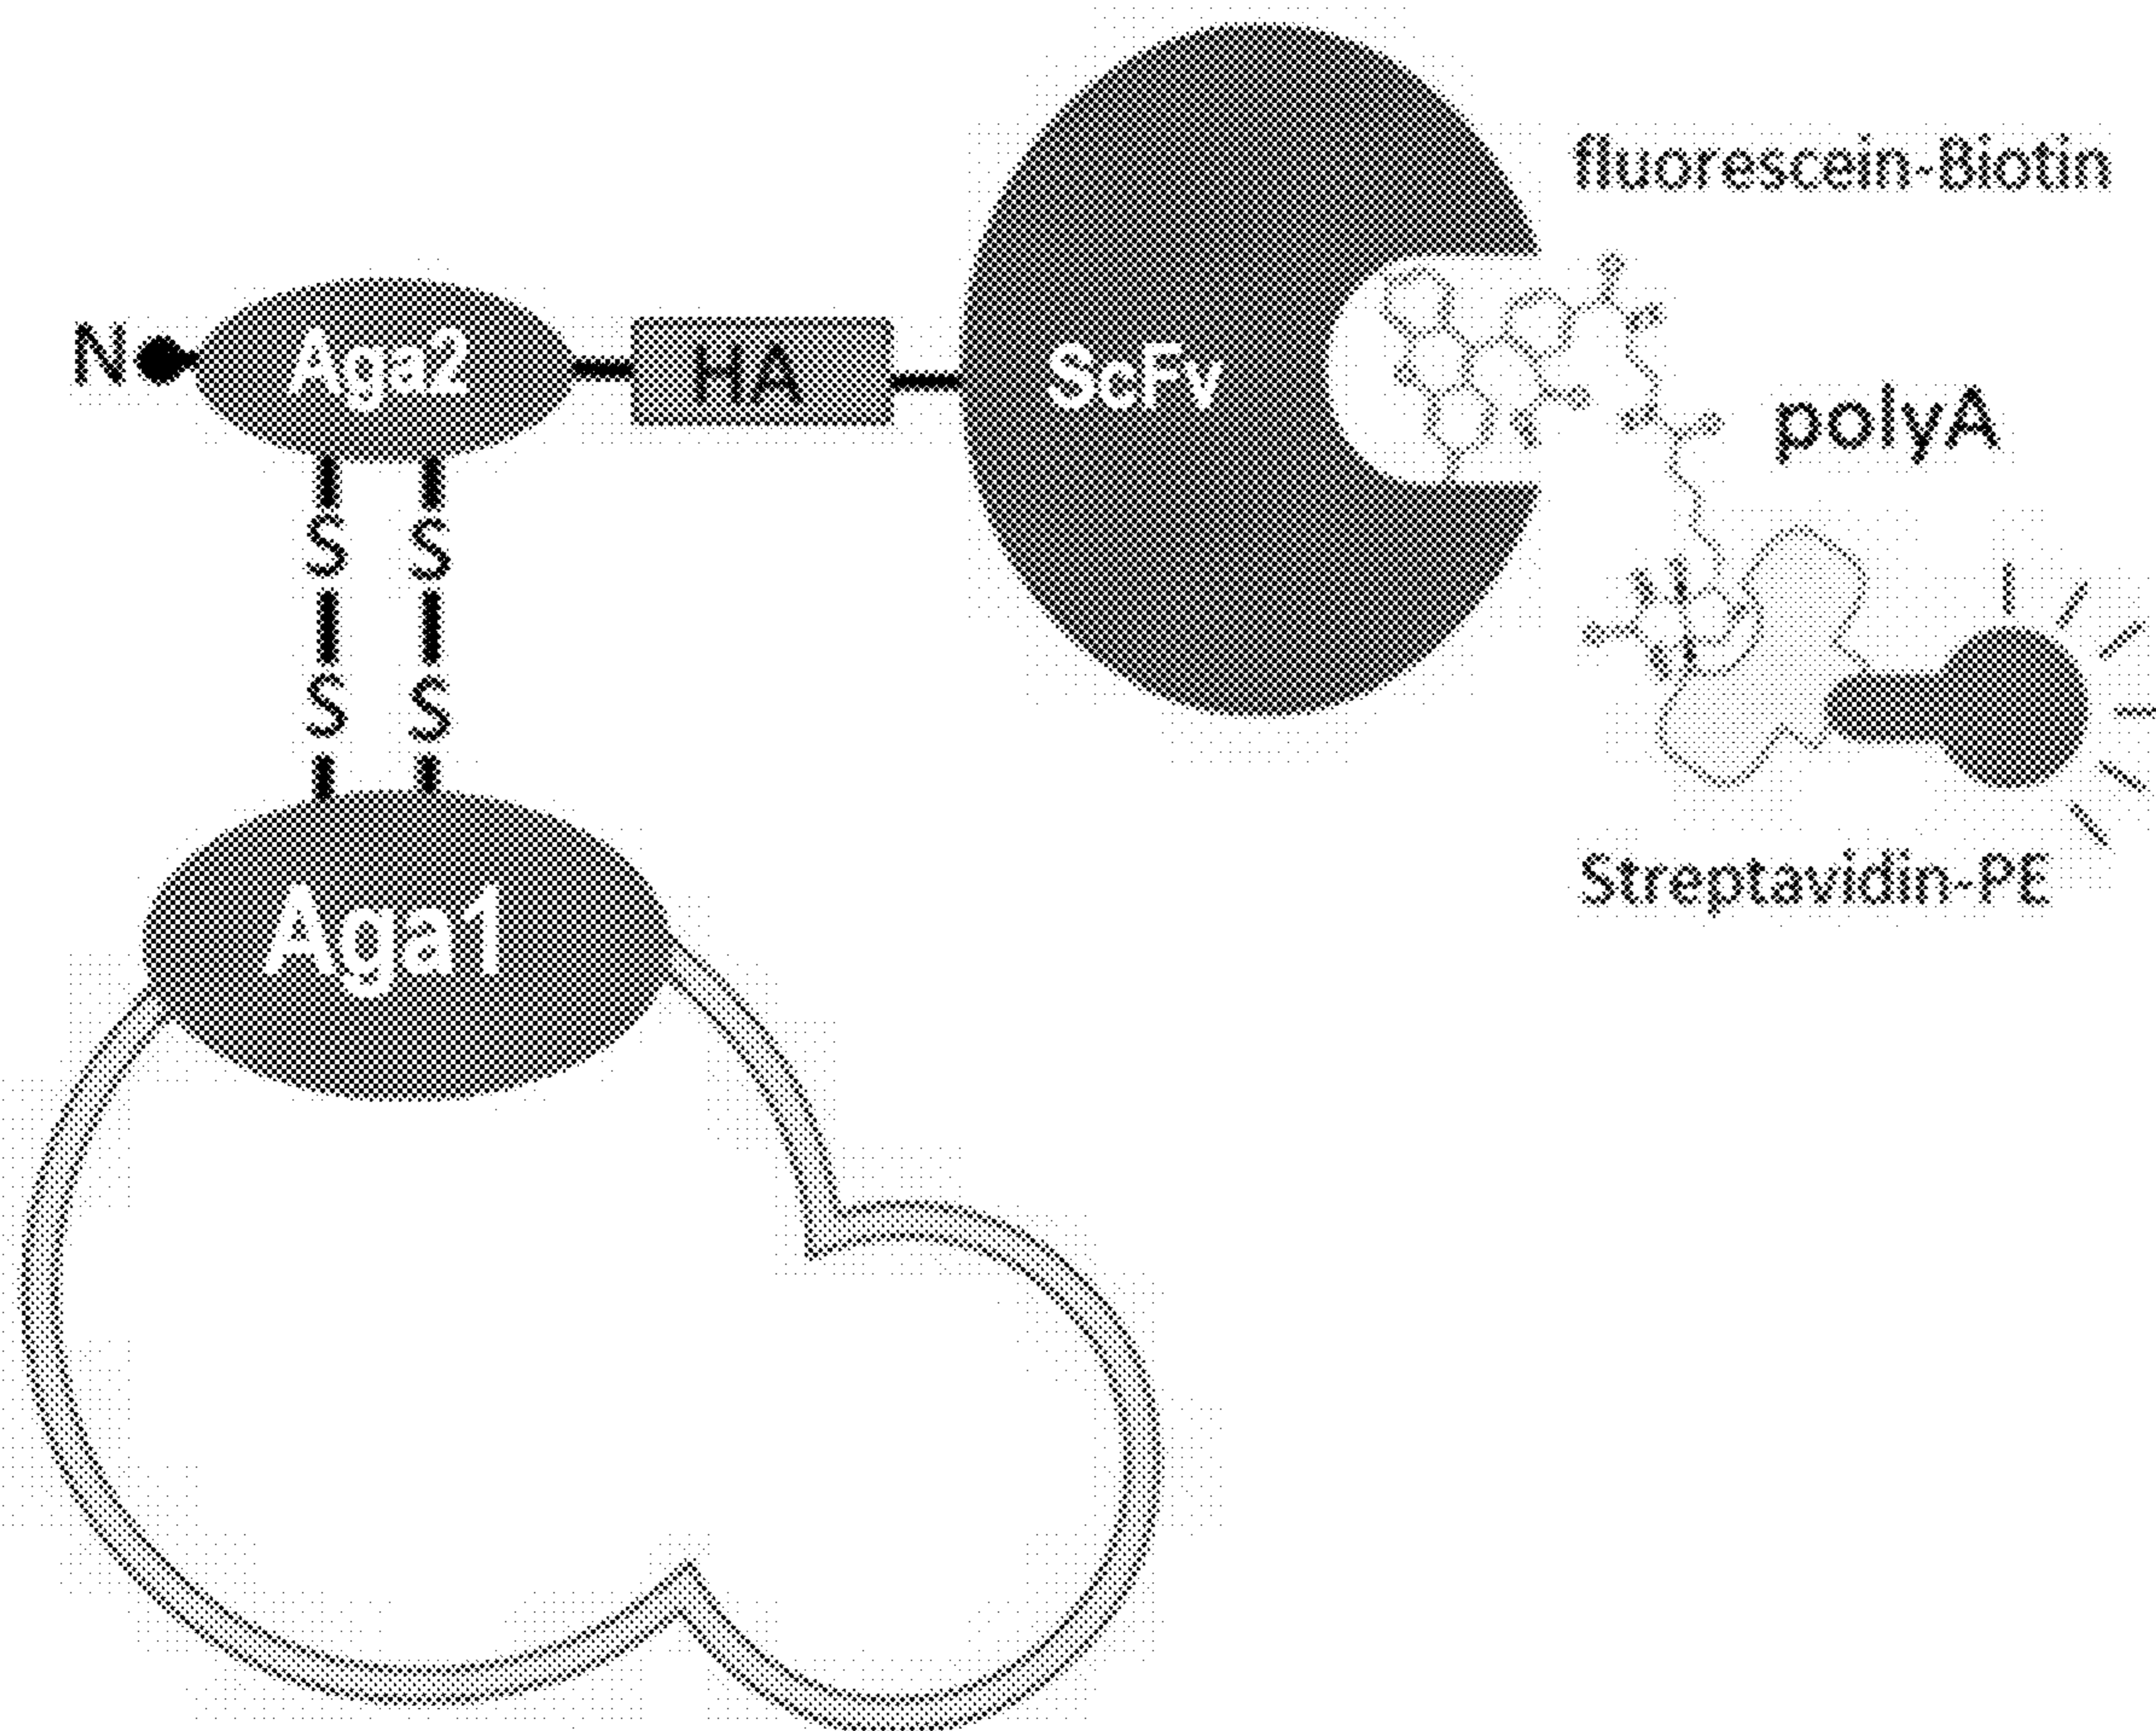 fluorescein-Biotin
N
Aga2
HA
ScFv
polyA
S S
S S
Streptavidin-PE
Aga1